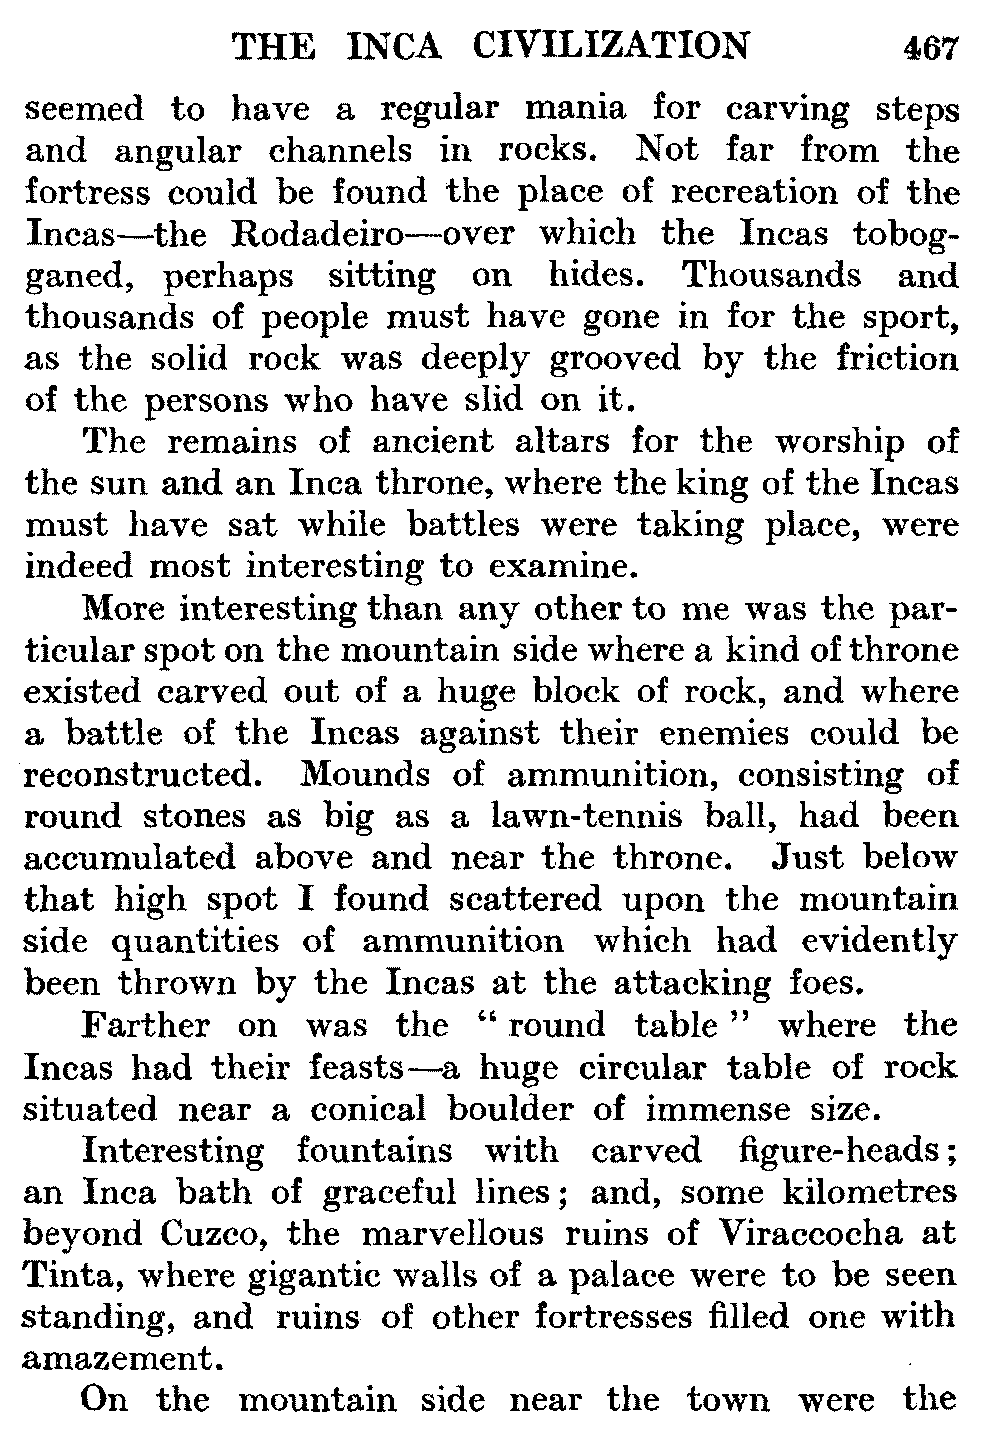 THE INCA CIVILIZATION 467
seemed to have a regular mania for carving steps
and angular channels in rocks. Not far from the
fortress could be found the place of recreation of the
Incas—the Rodadeiro—over which the Incas tobog-
ganed, perhaps sitting on hides. Thousands and
thousands of people must have gone in for the sport,
as the solid rock was deeply grooved by the friction
of the persons who have slid on it.
The remains of ancient altars for the worship of
the sun and an Inca throne, where the king of the Incas
must have sat while battles were taking place, were
indeed most interesting to examine.
More interesting than any other to me was the par-
ticular spot on the mountain side where a kind of throne
existed carved out of a huge block of rock, and where
a battle of the Incas against their enemies could be
reconstructed. Mounds of ammunition, consisting of
round stones as big as a lawn-tennis ball, had been
accumulated above and near the throne. Just below
that high spot I found scattered upon the mountain
side quantities of ammunition which had evidently
been thrown by the Incas at the attacking foes.
Farther on was the “ round table ” where the
Incas had their feasts—a huge circular table of rock
situated near a conical boulder of immense size.
Interesting fountains with carved figure-heads;
an Inca bath of graceful lines; and, some kilometres
beyond Cuzco, the marvellous ruins of Viraccocha at
Tinta, where gigantic walls of a palace were to be seen
standing, and ruins of other fortresses filled one with
amazement.
On the mountain side near the town were the